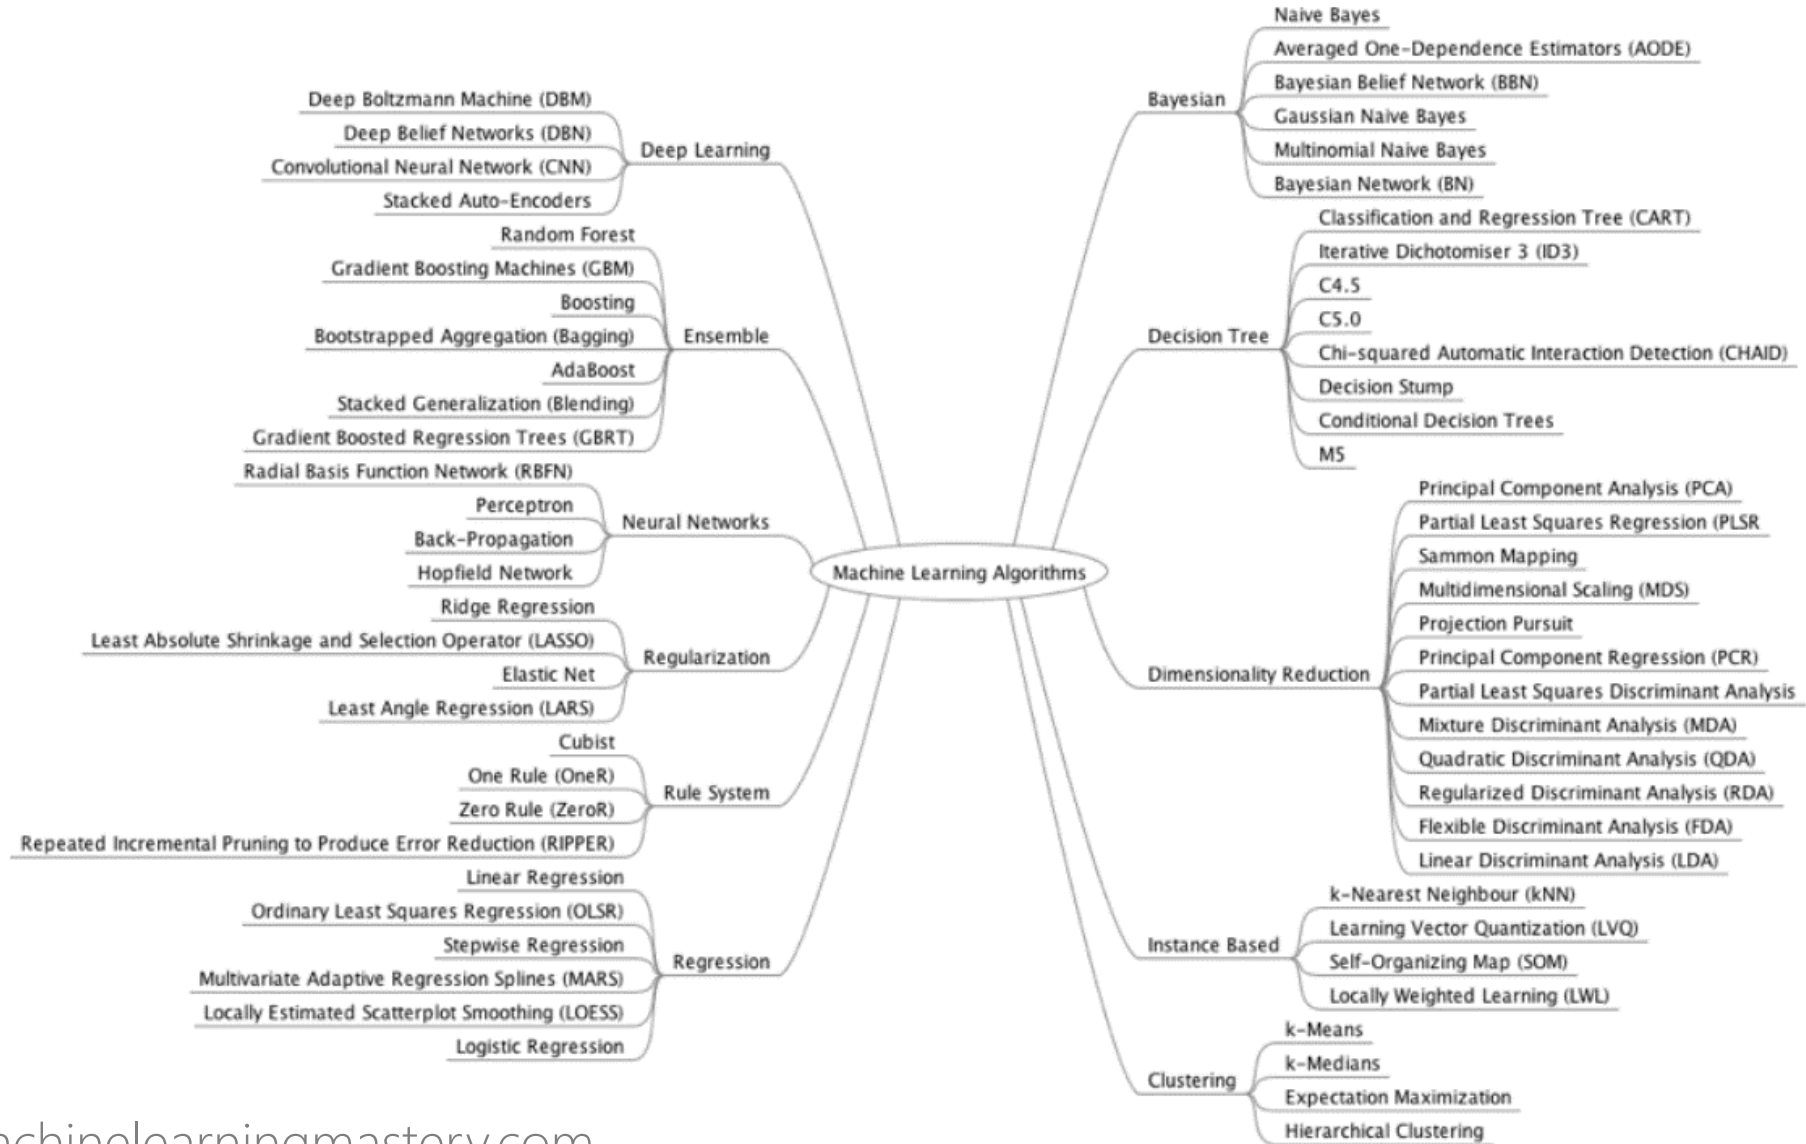 Machine Learning Algorithms
Deep Learning
Deep Boltzmann Machine (DBM)
Deep Belief Networks (DBN)
Convolutional Neural Network (CNN)
Stacked Auto-Encoders
Ensemble
Random Forest
Gradient Boosting Machines (GBM)
Boosting
Bootstrapped Aggregation (Bagging)
AdaBoost
Stacked Generalization (Blending)
Gradient Boosted Regression Trees (GBRT)
Neural Networks
Radial Basis Function Network (RBFN)
Perceptron
Back-Propagation
Hopfield Network
Regularization
Ridge Regression
Least Absolute Shrinkage and Selection Operator (LASSO)
Elastic Net
Least Angle Regression (LARS)
Rule System
Cubist
One Rule (OneR)
Zero Rule (ZeroR)
Repeated Incremental Pruning to Produce Error Reduction (RIPPER)
Regression
Linear Regression
Ordinary Least Squares Regression (OLSR)
Stepwise Regression
Multivariate Adaptive Regression Splines (MARS)
Locally Estimated Scatterplot Smoothing (LOESS)
Logistic Regression
Bayesian
Naive Bayes
Averaged One-Dependence Estimators (AODE)
Bayesian Belief Network (BBN)
Gaussian Naive Bayes
Multinomial Naive Bayes
Bayesian Network (BN)
Decision Tree
Classification and Regression Tree (CART)
Iterative Dichotomiser 3 (ID3)
C4.5
C5.0
Chi-squared Automatic Interaction Detection (CHAID)
Decision Stump
Conditional Decision Trees
M5
Dimensionality Reduction
Principal Component Analysis (PCA)
Partial Least Squares Regression (PLSR
Sammon Mapping
Multidimensional Scaling (MDS)
Projection Pursuit
Principal Component Regression (PCR)
Partial Least Squares Discriminant Analysis
Mixture Discriminant Analysis (MDA)
Quadratic Discriminant Analysis (QDA)
Regularized Discriminant Analysis (RDA)
Flexible Discriminant Analysis (FDA)
Linear Discriminant Analysis (LDA)
Instance Based
k-Nearest Neighbour (kNN)
Learning Vector Quantization (LVQ)
Self-Organizing Map (SOM)
Locally Weighted Learning (LWL)
Clustering
k-Means
k-Medians
Expectation Maximization
Hierarchical Clustering
achinelearningmastery.com